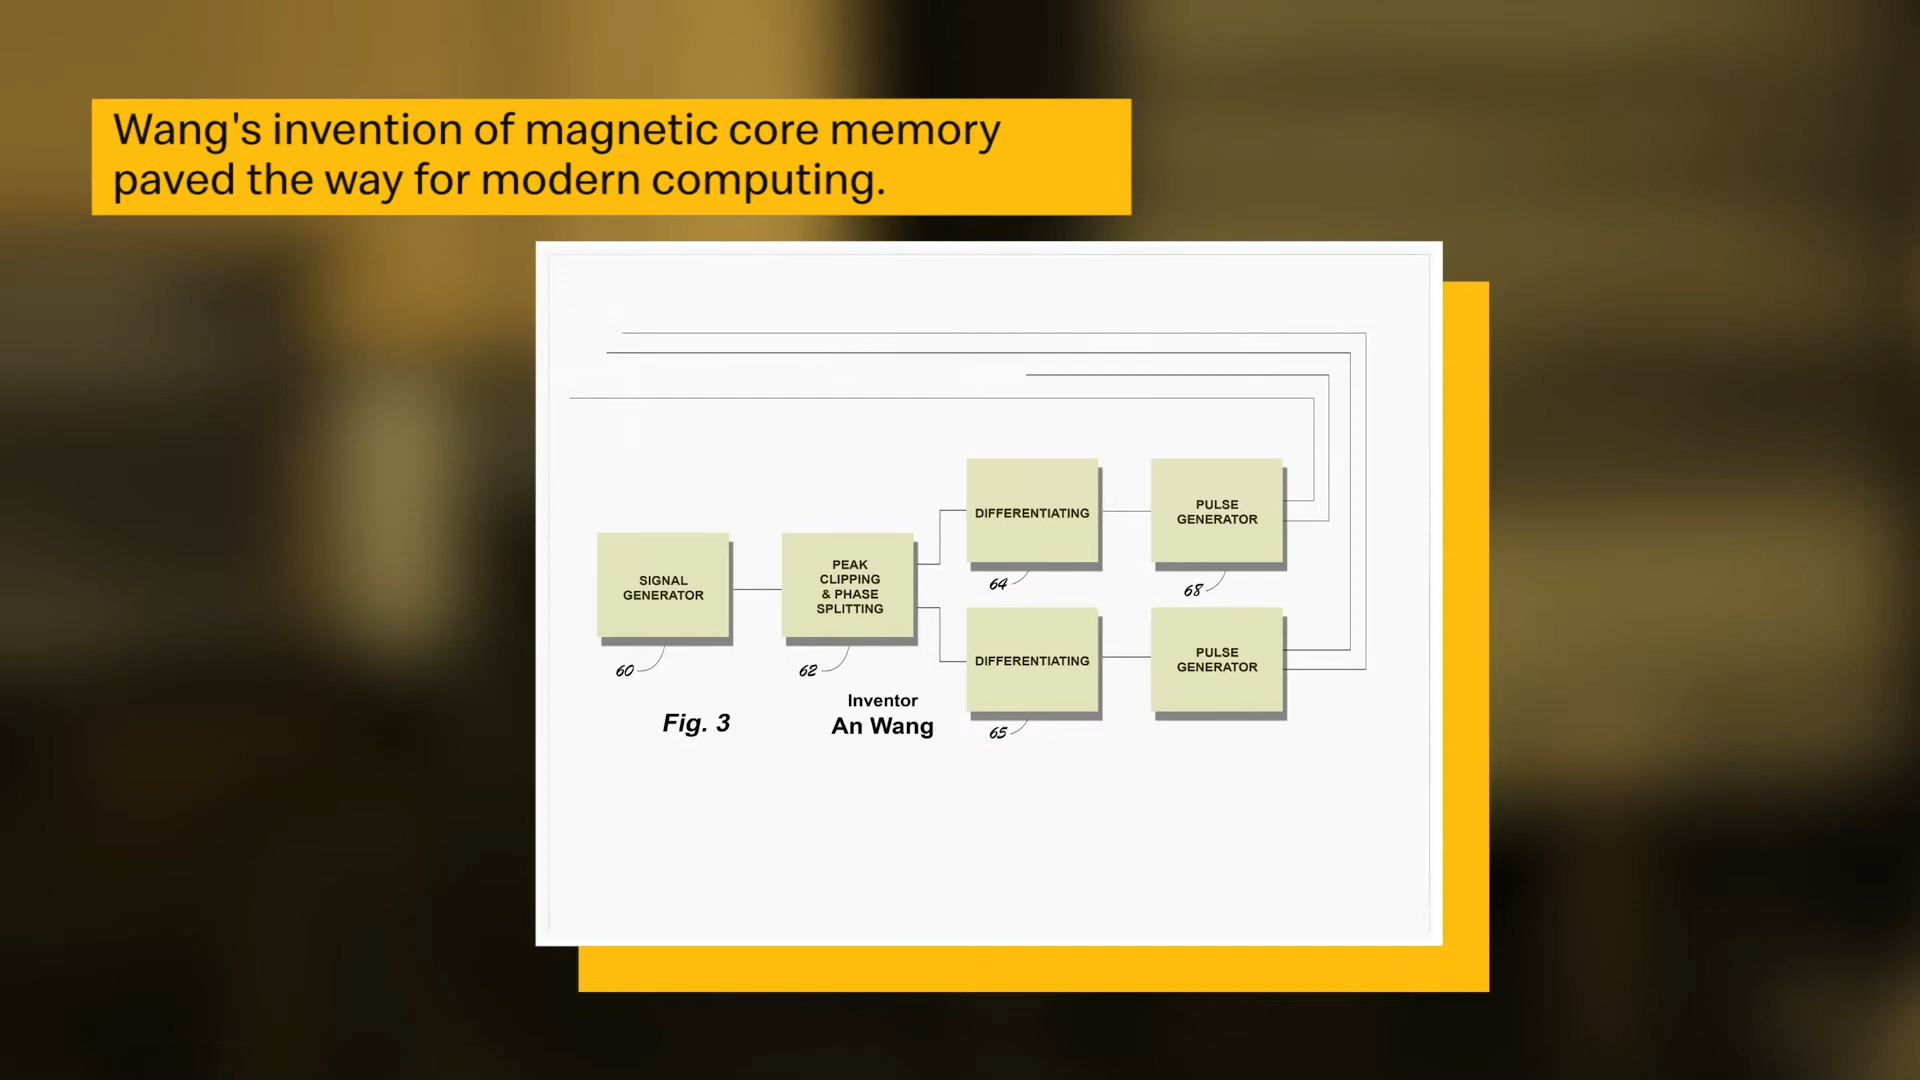 Wang's invention of magnetic core memory
paved the way for modern computing.
DIFFERENTIATING
PULSE
GENERATOR
64
68
SIGNAL
GENERATOR
PEAK
CLIPPING
& PHASE
SPLITTING
60
62
DIFFERENTIATING
PULSE
GENERATOR
65
Fig. 3
Inventor
An Wang